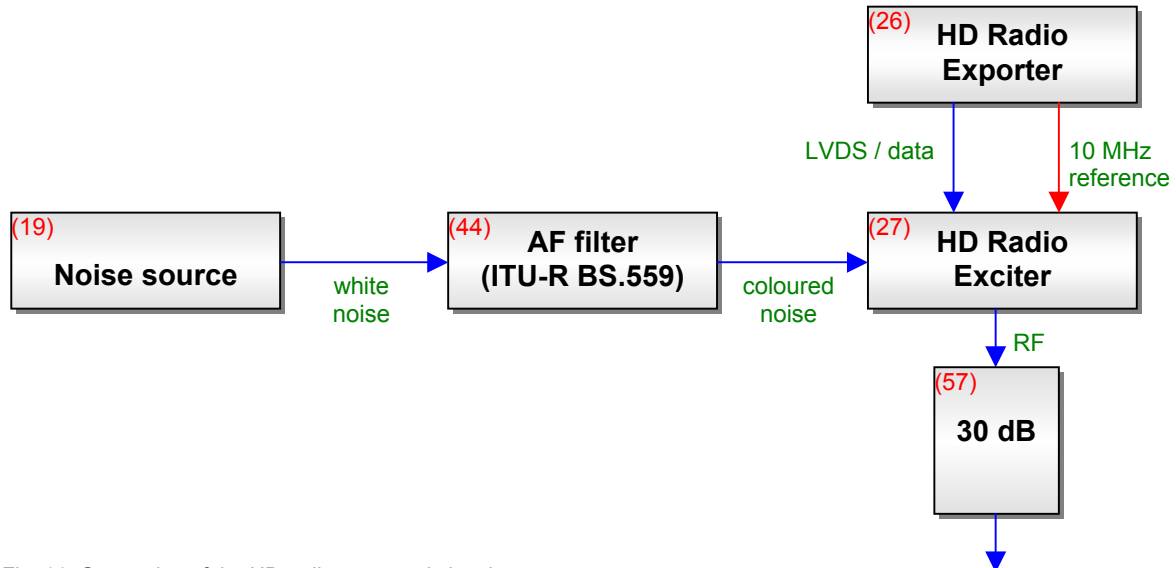 (26)
HD Radio
Exporter
LVDS / data
10 MHz
reference
(19)
Noise source
white
noise
(44)
AF filter
(ITU-R BS.559)
coloured
noise
(27)
HD Radio
Exciter
RF
(57)
30 dB